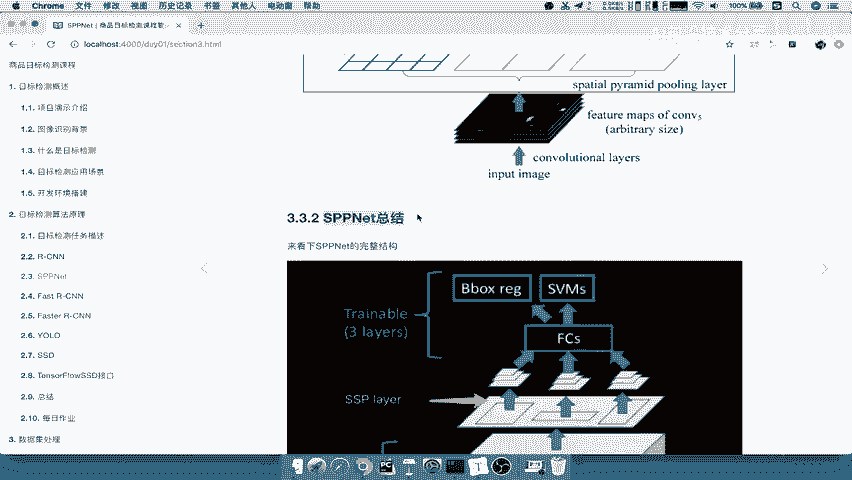 Chrome 文件 修改 视图 历史记录 书签 其他人 电动窗 帮助
100%
SPPNet | 商品目标检测课程
localhost:4000/duy01/section3.html
商品目标检测课程
1. 目标检测概述
1.1. 项目演示介绍
1.2. 图像识别背景
1.3. 什么是目标检测
1.4. 目标检测应用场景
1.5. 开发环境搭建
2. 目标检测算法原理
2.1. 目标检测任务描述
2.2. R-CNN
2.3. SPPNet
2.4. Fast R-CNN
2.5. Faster R-CNN
2.6. YOLO
2.7. SSD
2.8. TensorFlowSSD接口
2.9. 总结
2.10. 每日作业
3. 数据集处理
spatial pyramid pooling layer
feature maps of conv5
(arbitrary size)
convolutional layers
input image
3.3.2 SPPNet总结
来看下SPPNet的完整结构
Bbox reg
SVMs
Trainable
(3 layers)
FCs
SSP layer